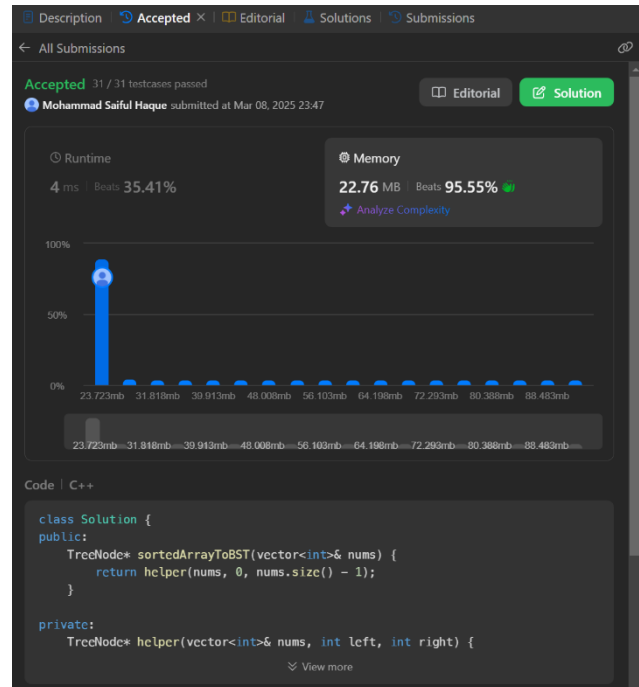 Description | Accepted × | Editorial | Solutions | Submissions
← All Submissions
Accepted 31 / 31 testcases passed
Mohammad Saiful Haque submitted at Mar 08, 2025 23:47
Editorial
Solution
Runtime
4 ms | Beats 35.41%
Memory
22.76 MB | Beats 95.55%
Analyze Complexity
100%
50%
0%
23.723mb 31.818mb 39.913mb 48.008mb 56.103mb 64.198mb 72.293mb 80.388mb 88.483mb
23.723mb 31.818mb 39.913mb 48.008mb 56.103mb 64.198mb 72.293mb 80.388mb 88.483mb
Code | C++
class Solution {
public:
    TreeNode* sortedArrayToBST(vector<int>& nums) {
        return helper(nums, 0, nums.size() - 1);
    }
private:
    TreeNode* helper(vector<int>& nums, int left, int right) {
View more